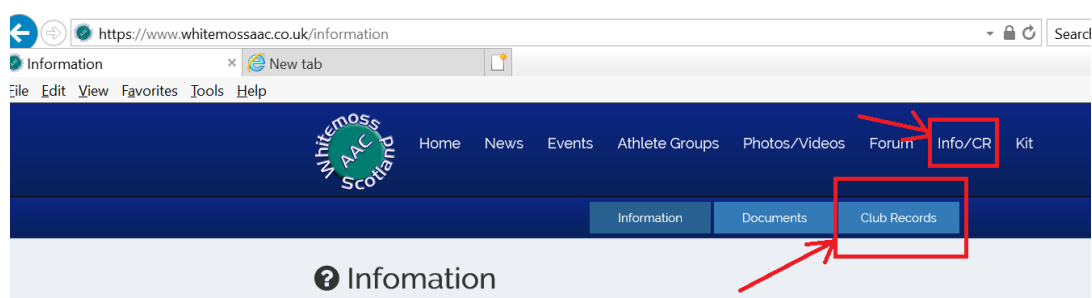 https://www.whitemossaac.co.uk/information
Search
Information × New tab
File Edit View Favorites Tools Help
Whitemoss AAC Scotland
Home News Events Athlete Groups Photos/Videos Forum Info/CR Kit
Information Documents Club Records
Infomation